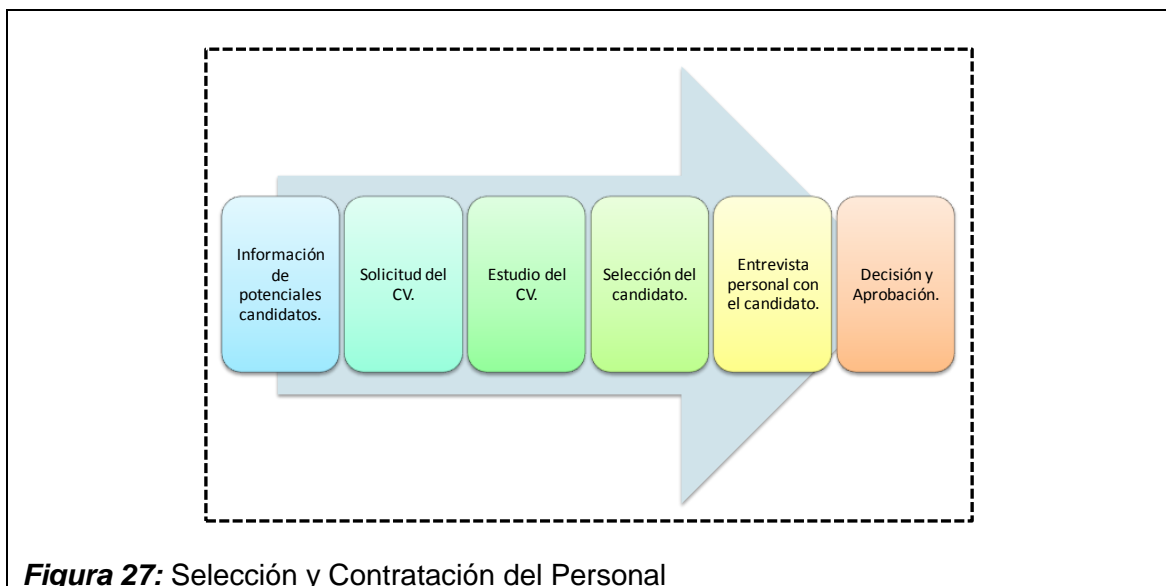 Información
de
potenciales
candidatos.
Solicitud del
CV.
Estudio del
CV.
Selección del
candidato.
Entrevista
personal con
el candidato.
Decisión y
Aprobación.
Figura 27: Selección y Contratación del Personal